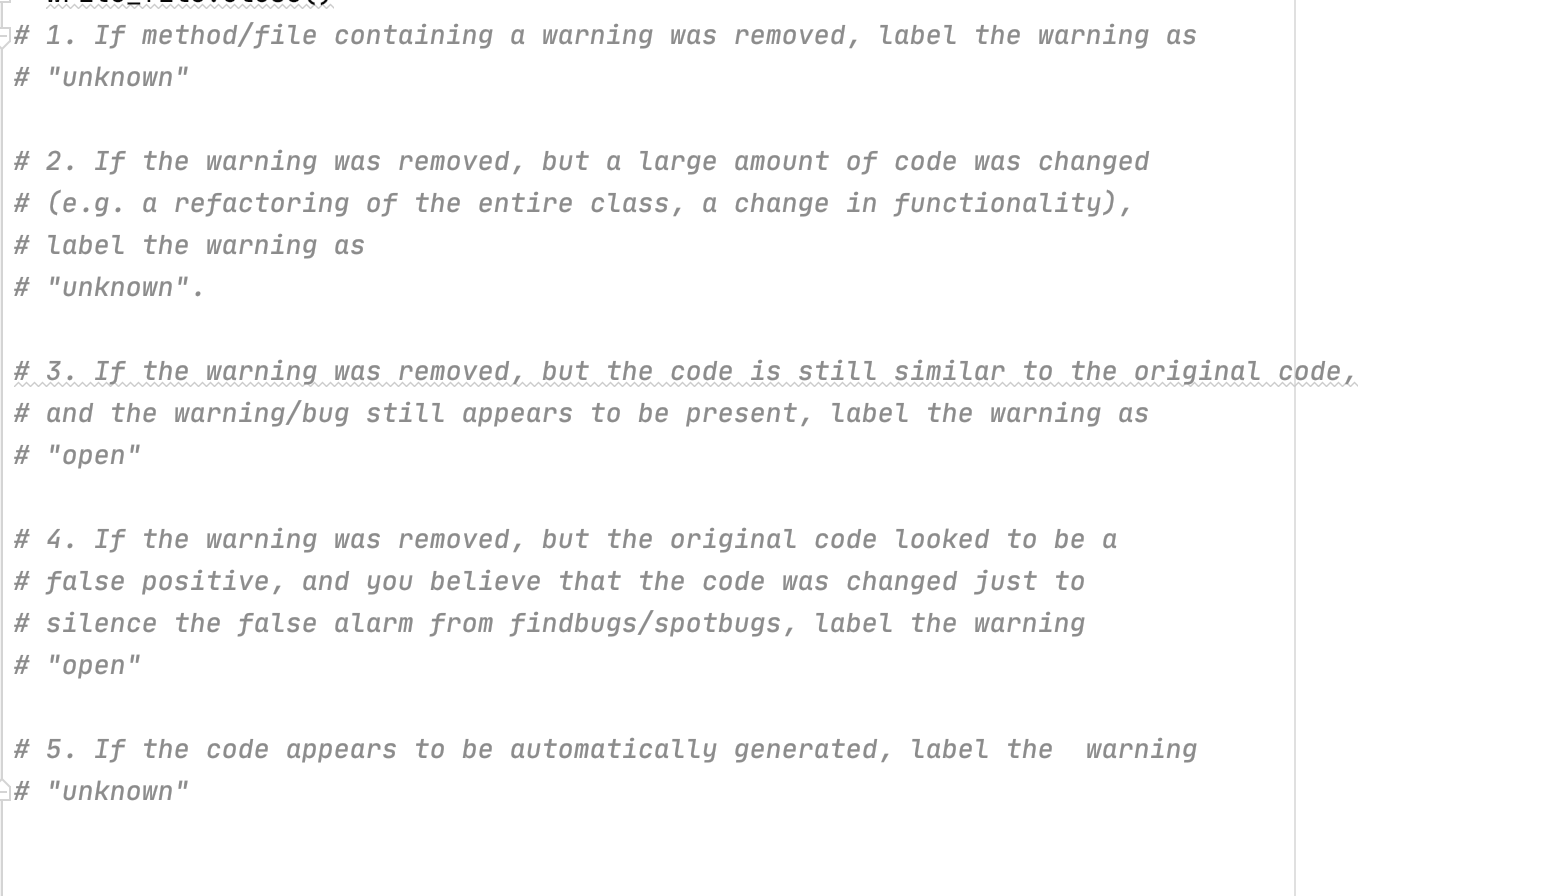 # 1. If method/file containing a warning was removed, label the warning as
# "unknown"
# 2. If the warning was removed, but a large amount of code was changed
# (e.g. a refactoring of the entire class, a change in functionality),
# label the warning as
# "unknown".
# 3. If the warning was removed, but the code is still similar to the original code,
# and the warning/bug still appears to be present, label the warning as
# "open"
# 4. If the warning was removed, but the original code looked to be a
# false positive, and you believe that the code was changed just to
# silence the false alarm from findbugs/spotbugs, label the warning
# "open"
# 5. If the code appears to be automatically generated, label the  warning
# "unknown"